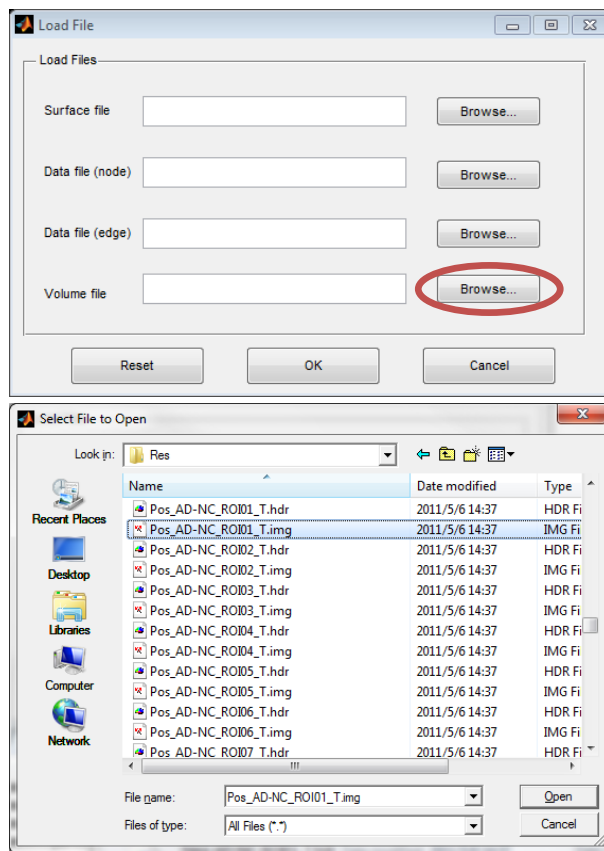 Load File
Load Files
Surface file
Browse...
Data file (node)
Browse...
Data file (edge)
Browse...
Volume file
Browse...
Reset OK Cancel
Select File to Open
Look in: Res
Name Date modified Type
Recent Places
Desktop
Libraries
Computer
Network
Pos_AD-NC_ROI01_T.hdr 2011/5/6 14:37 HDR Fi
Pos_AD-NC_ROI01_T.img 2011/5/6 14:37 IMG Fi
Pos_AD-NC_ROI02_T.hdr 2011/5/6 14:37 HDR Fi
Pos_AD-NC_ROI02_T.img 2011/5/6 14:37 IMG Fi
Pos_AD-NC_ROI03_T.hdr 2011/5/6 14:37 HDR Fi
Pos_AD-NC_ROI03_T.img 2011/5/6 14:37 IMG Fi
Pos_AD-NC_ROI04_T.hdr 2011/5/6 14:37 HDR Fi
Pos_AD-NC_ROI04_T.img 2011/5/6 14:37 IMG Fi
Pos_AD-NC_ROI05_T.hdr 2011/5/6 14:37 HDR Fi
Pos_AD-NC_ROI05_T.img 2011/5/6 14:37 IMG Fi
Pos_AD-NC_ROI06_T.hdr 2011/5/6 14:37 HDR Fi
Pos_AD-NC_ROI06_T.img 2011/5/6 14:37 IMG Fi
Pos_AD-NC_ROI07_T.hdr 2011/5/6 14:37 HDR Fi
File name: Pos_AD-NC_ROI01_T.img Open
Files of type: All Files (*.*) Cancel